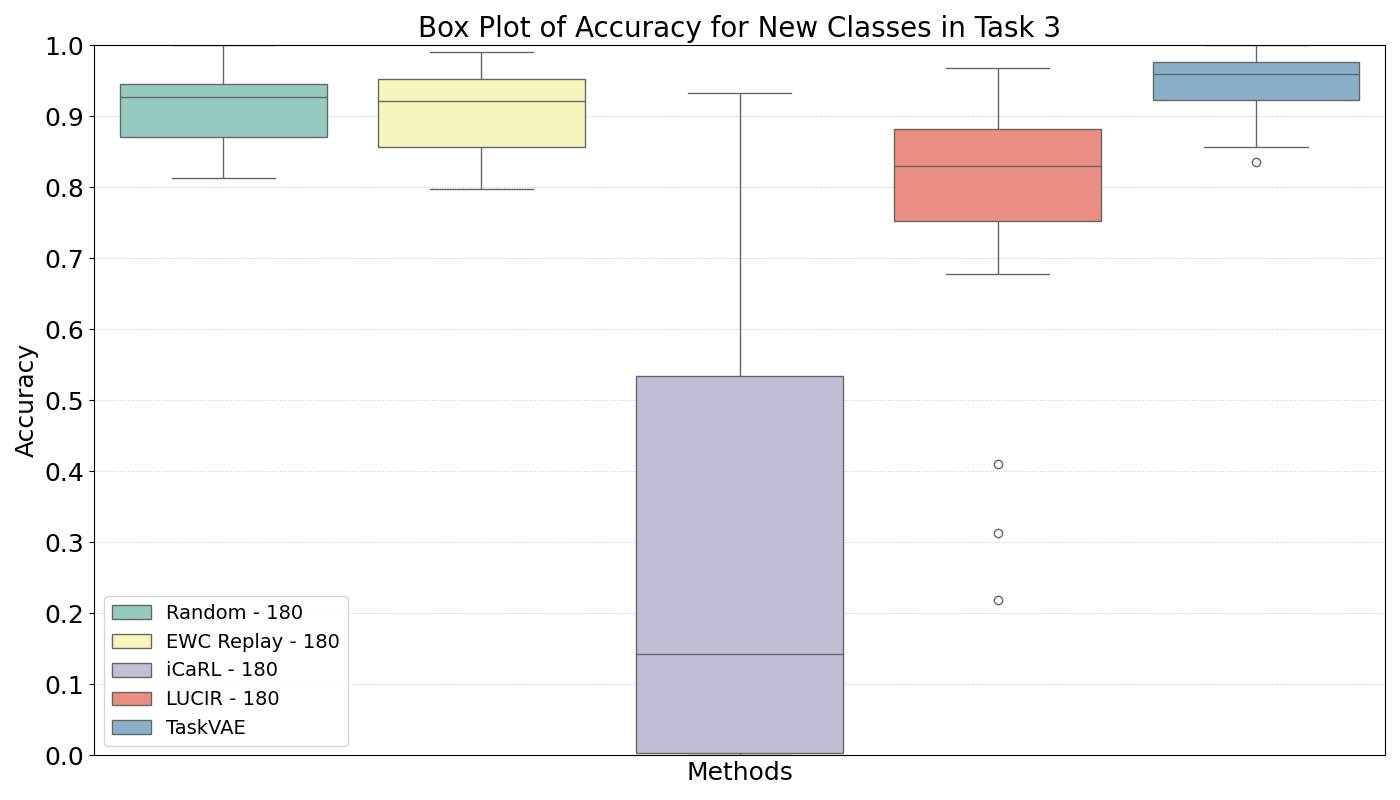 Box Plot of Accuracy for New Classes in Task 3
1.0
0.9
0.8
0.7
0.6
0.5
0.4
0.3
0.2
0.1
0.0
Accuracy
Random - 180
EWC Replay - 180
iCaRL - 180
LUCIR - 180
TaskVAE
Methods